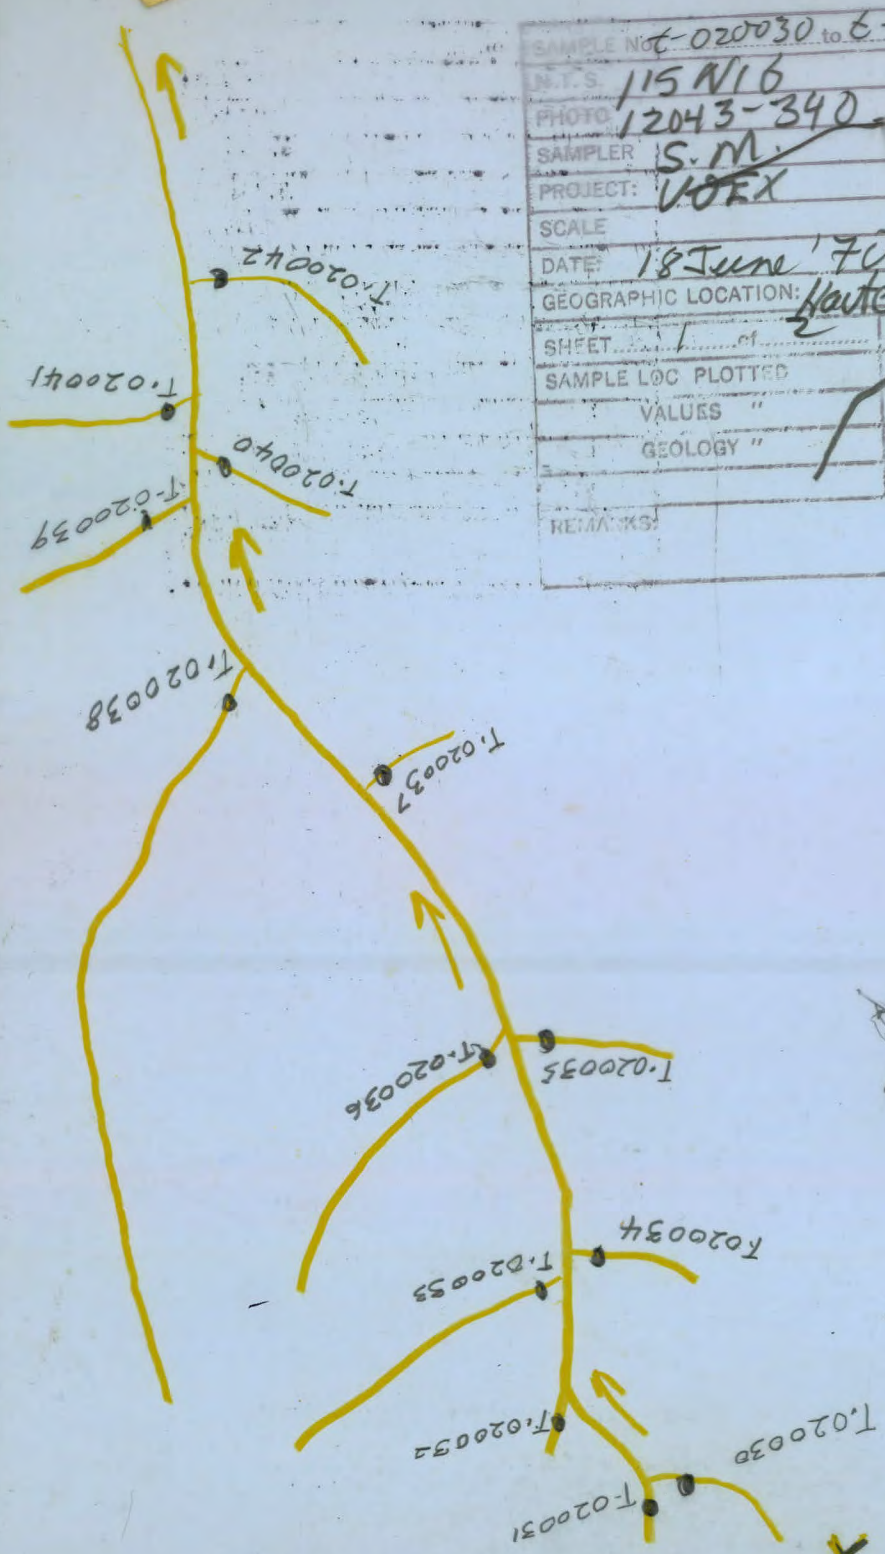 SAMPLE No t-020030 to t-
N.T.S. 115 N16
PHOTO 12043-340
SAMPLER S.M.
PROJECT: VOEX
SCALE
DATE: 18 June '70
GEOGRAPHIC LOCATION:
SHEET 1 of 2
SAMPLE LOC PLOTTED
VALUES "
GEOLOGY "
REMARKS:
T.020042
T.020041
T.020040
T-020039
T.020038
T.020037
T.020036
T.020035
T.020034
T.020033
T.020032
T.020030
T-020031